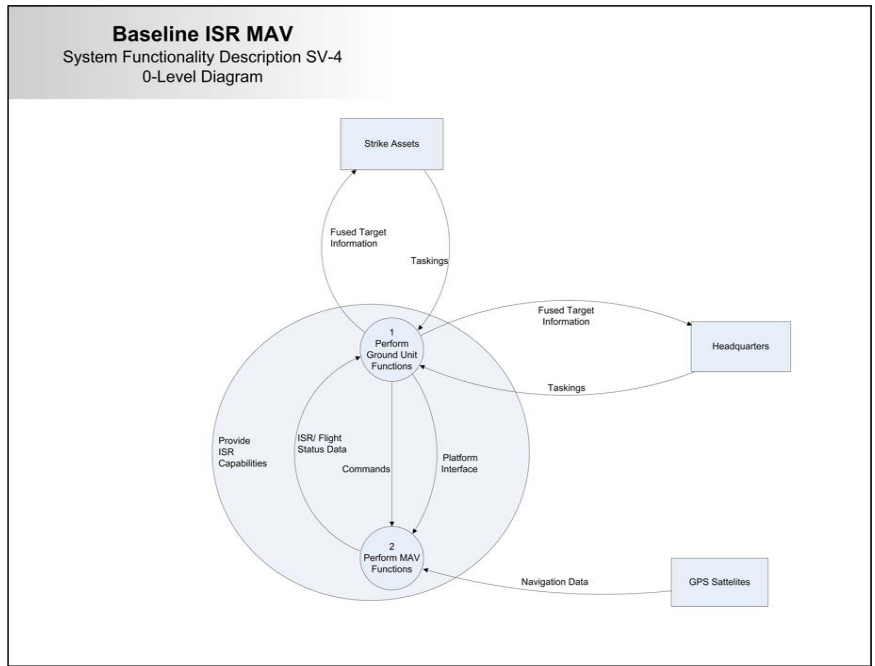 Baseline ISR MAV
System Functionality Description SV-4
0-Level Diagram
Strike Assets
Fused Target
Information
Taskings
Fused Target
Information
1
Perform
Ground Unit
Functions
Headquarters
Taskings
Provide
ISR
Capabilities
ISR/ Flight
Status Data
Commands
Platform
Interface
2
Perform MAV
Functions
Navigation Data
GPS Sattelites